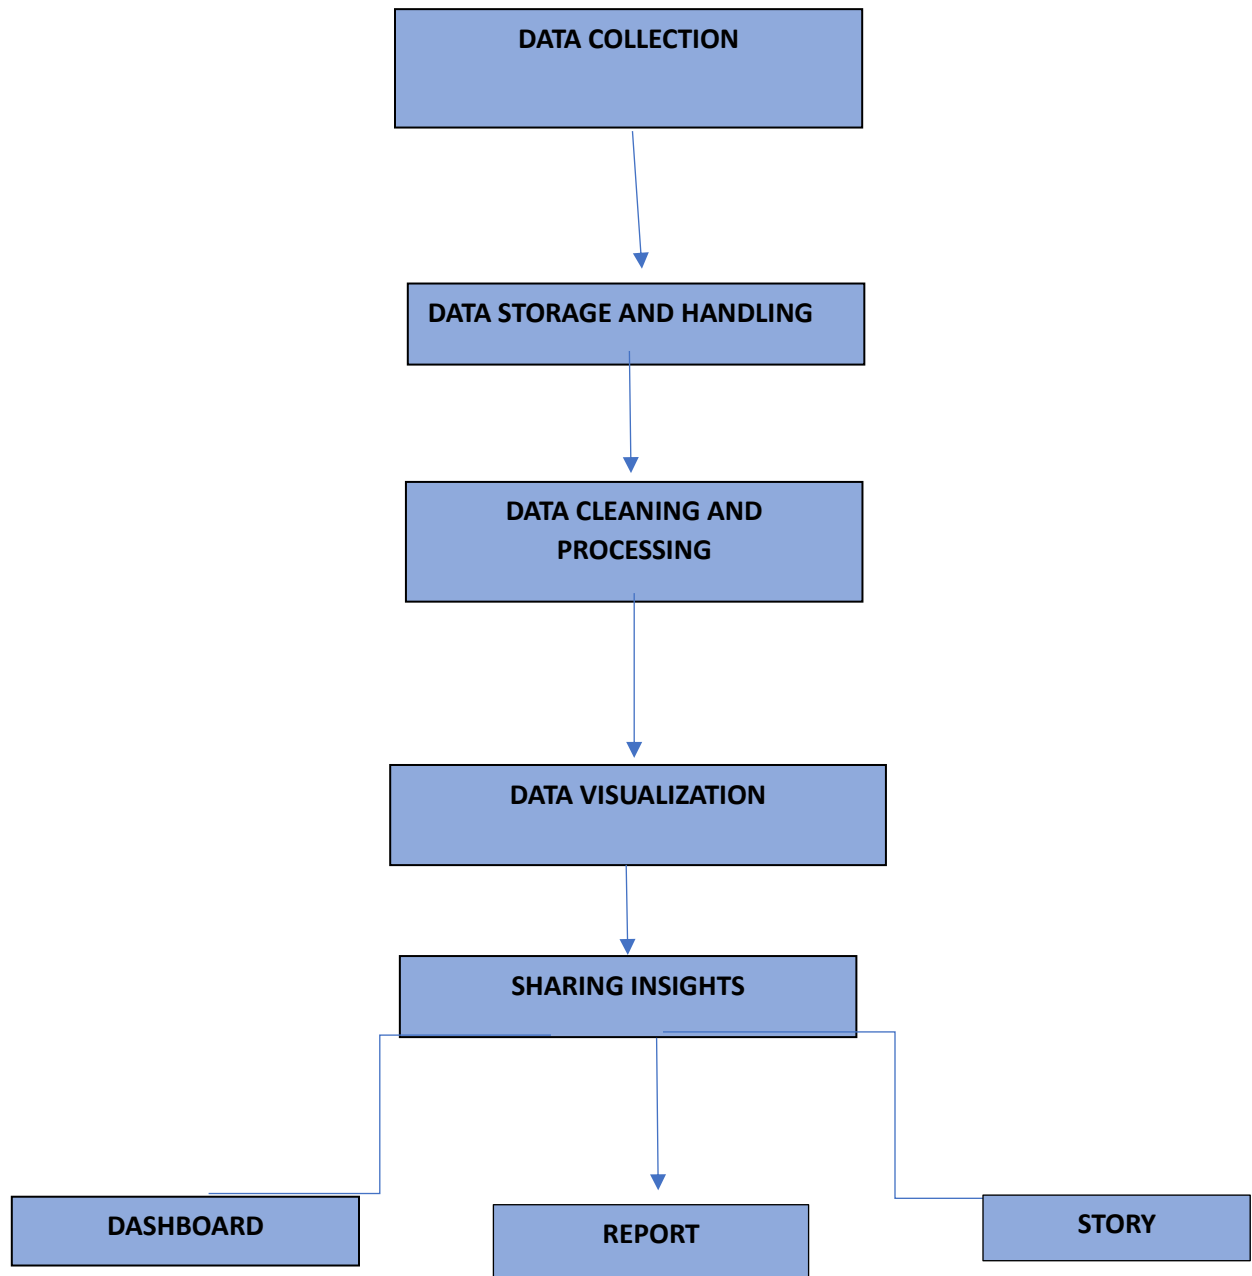 DATA COLLECTION
DATA STORAGE AND HANDLING
DATA CLEANING AND
PROCESSING
DATA VISUALIZATION
SHARING INSIGHTS
DASHBOARD
REPORT
STORY